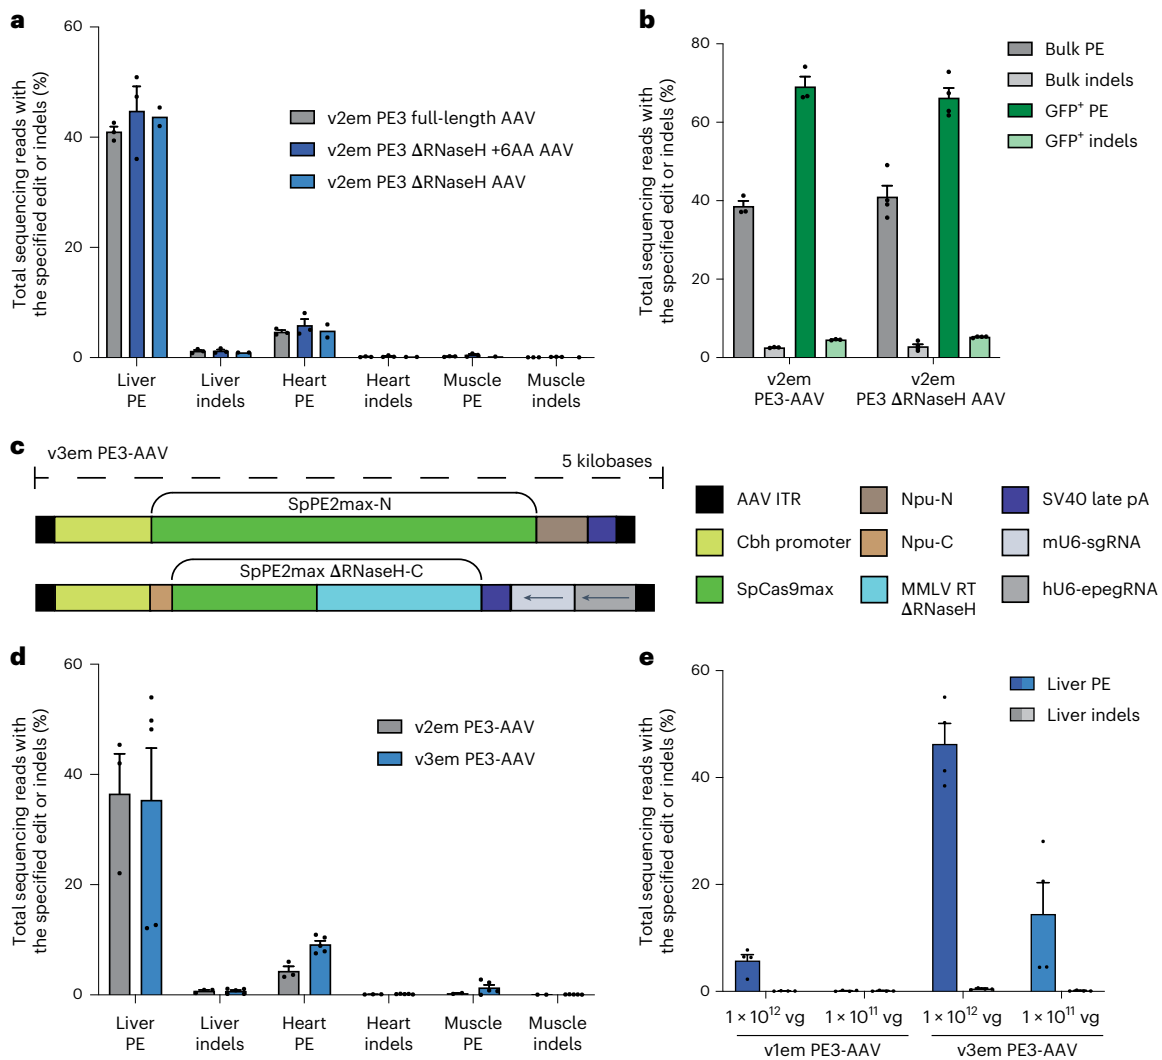 a
Total sequencing reads with
the specified edit or indels (%)
60
40
20
0
v2em PE3 full-length AAV
v2em PE3 ΔRNaseH +6AA AAV
v2em PE3 ΔRNaseH AAV
Liver
PE
Liver
indels
Heart
PE
Heart
indels
Muscle
PE
Muscle
indels
b
Total sequencing reads with
the specified edit or indels (%)
80
60
40
20
0
Bulk PE
Bulk indels
GFP⁺ PE
GFP⁺ indels
v2em
PE3-AAV
v2em
PE3 ΔRNaseH AAV
c
v3em PE3-AAV
5 kilobases
SpPE2max-N
SpPE2max ΔRNaseH-C
AAV ITR
Cbh promoter
SpCas9max
Npu-N
Npu-C
MMLV RT
ΔRNaseH
SV40 late pA
mU6-sgRNA
hU6-epegRNA
d
Total sequencing reads with
the specified edit or indels (%)
60
40
20
0
v2em PE3-AAV
v3em PE3-AAV
Liver
PE
Liver
indels
Heart
PE
Heart
indels
Muscle
PE
Muscle
indels
e
Total sequencing reads with
the specified edit or indels (%)
60
40
20
0
Liver PE
Liver indels
1 × 10¹² vg
1 × 10¹¹ vg
1 × 10¹² vg
1 × 10¹¹ vg
v1em PE3-AAV
v3em PE3-AAV